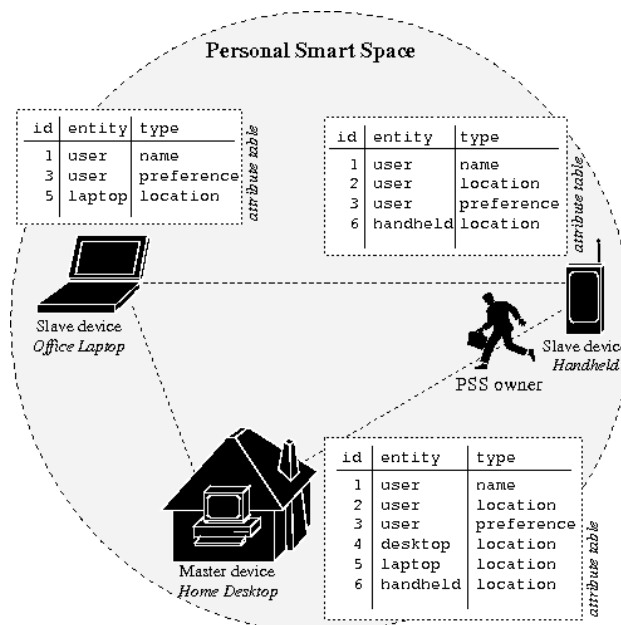 Personal Smart Space
id entity type
1 user name
3 user preference
5 laptop location
attribute table
id entity type
1 user name
2 user location
3 user preference
6 handheld location
attribute table
Slave device
Office Laptop
PSS owner
Slave device
Handheld
Master device
Home Desktop
id entity type
1 user name
2 user location
3 user preference
4 desktop location
5 laptop location
6 handheld location
attribute table